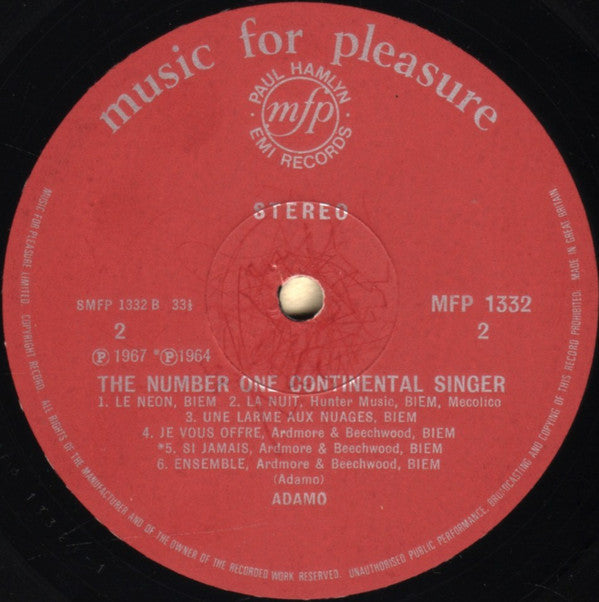 music for pleasure
· PAUL HAMLYN ·
mfp
EMI RECORDS
STEREO
SMFP 1332 B 33⅓
MFP 1332
2
2
Ⓟ 1967 *Ⓟ1964
THE NUMBER ONE CONTINENTAL SINGER
1. LE NEON, BIEM 2. LA NUIT, Hunter Music, BIEM, Mecolico
3. UNE LARME AUX NUAGES, BIEM
4. JE VOUS OFFRE, Ardmore & Beechwood, BIEM
*5. SI JAMAIS, Ardmore & Beechwood, BIEM
6. ENSEMBLE, Ardmore & Beechwood, BIEM
(Adamo)
ADAMO
MUSIC FOR PLEASURE LIMITED. COPYRIGHT RECORD. ALL RIGHTS OF THE MANUFACTURER AND OF THE OWNER OF THE RECORDED WORK RESERVED. UNAUTHORISED PUBLIC PERFORMANCE, BROADCASTING AND COPYING OF THIS RECORD PROHIBITED. MADE IN GREAT BRITAIN.